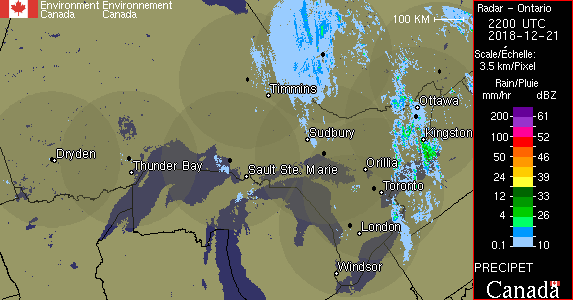 Environment Environnement
Canada Canada
100 KM
Timmins
Ottawa
Kingston
Sudbury
Dryden
Thunder Bay
Sault Ste. Marie
Orillia
Toronto
London
Windsor
Radar - Ontario
2200 UTC
2018-12-21
Scale/Échelle:
3.5 km/Pixel
Rain/Pluie
mm/hr dBZ
200 61
100 52
50 46
24 39
12 33
4 26
0.1 10
PRECIPET
Canada